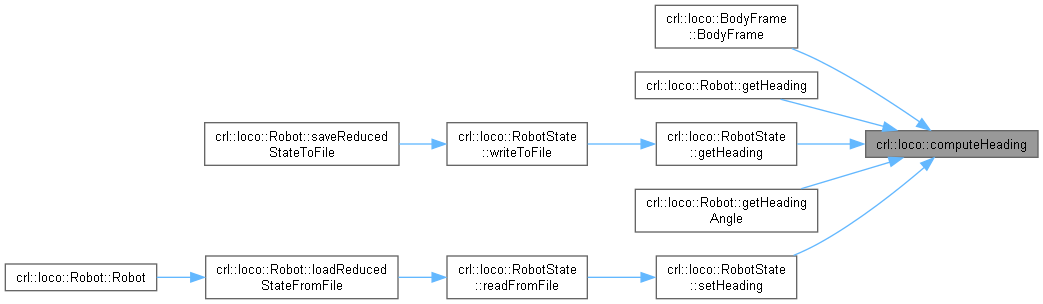 crl::loco::BodyFrame
::BodyFrame
crl::loco::Robot::getHeading
crl::loco::Robot::saveReduced
StateToFile
crl::loco::RobotState
::writeToFile
crl::loco::RobotState
::getHeading
crl::loco::computeHeading
crl::loco::Robot::getHeading
Angle
crl::loco::Robot::Robot
crl::loco::Robot::loadReduced
StateFromFile
crl::loco::RobotState
::readFromFile
crl::loco::RobotState
::setHeading